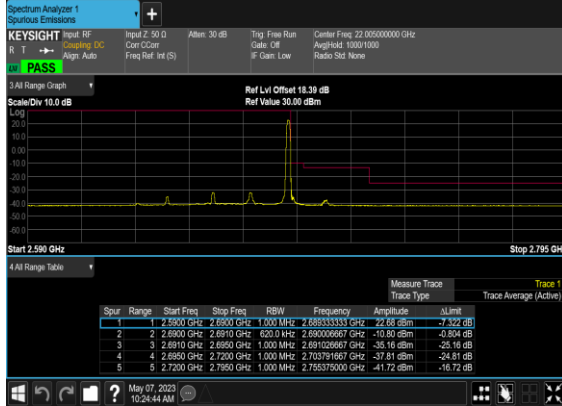 Spectrum Analyzer 1
Spurious Emissions
+
KEYSIGHT Input: RF Input Z: 50 Ω Atten: 30 dB Trig: Free Run Center Freq: 22.005000000 GHz
R T Coupling: DC Corr CCorr Gate: Off Avg|Hold: 1000/1000
Align: Auto Freq Ref: Int (S) IF Gain: Low Radio Std: None
PASS
3 All Range Graph
Ref Lvl Offset 18.39 dB
Scale/Div 10.0 dB Ref Value 30.00 dBm
Log
20.0
10.0
0.00
-10.0
-20.0
-30.0
-40.0
-50.0
-60.0
Start 2.590 GHz Stop 2.795 GH
4 All Range Table
Measure Trace Trace 1
Trace Type Trace Average (Active)
Spur Range Start Freq Stop Freq RBW Frequency Amplitude ΔLimit
1 1 2.5900 GHz 2.6900 GHz 1.000 MHz 2.689333333 GHz 22.68 dBm -7.322 dB
2 2 2.6900 GHz 2.6910 GHz 620.0 kHz 2.690006667 GHz -10.80 dBm -0.804 dB
3 3 2.6910 GHz 2.6950 GHz 1.000 MHz 2.691026667 GHz -35.16 dBm -25.16 dB
4 4 2.6950 GHz 2.7200 GHz 1.000 MHz 2.703791667 GHz -37.81 dBm -24.81 dB
5 5 2.7200 GHz 2.7950 GHz 1.000 MHz 2.755375000 GHz -41.72 dBm -16.72 dB
? May 07, 2023
10:24:44 AM